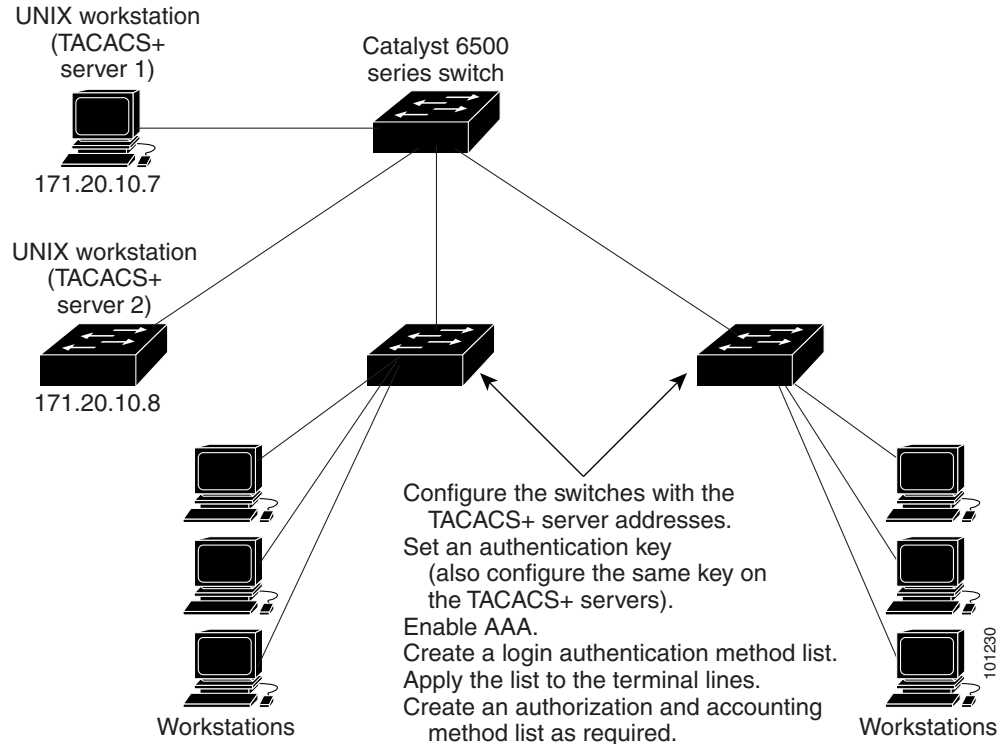 UNIX workstation
(TACACS+
server 1)
Catalyst 6500
series switch
171.20.10.7
UNIX workstation
(TACACS+
server 2)
171.20.10.8
Configure the switches with the
TACACS+ server addresses.
Set an authentication key
(also configure the same key on
the TACACS+ servers).
Enable AAA.
Create a login authentication method list.
Apply the list to the terminal lines.
Create an authorization and accounting
method list as required.
Workstations
Workstations
101230